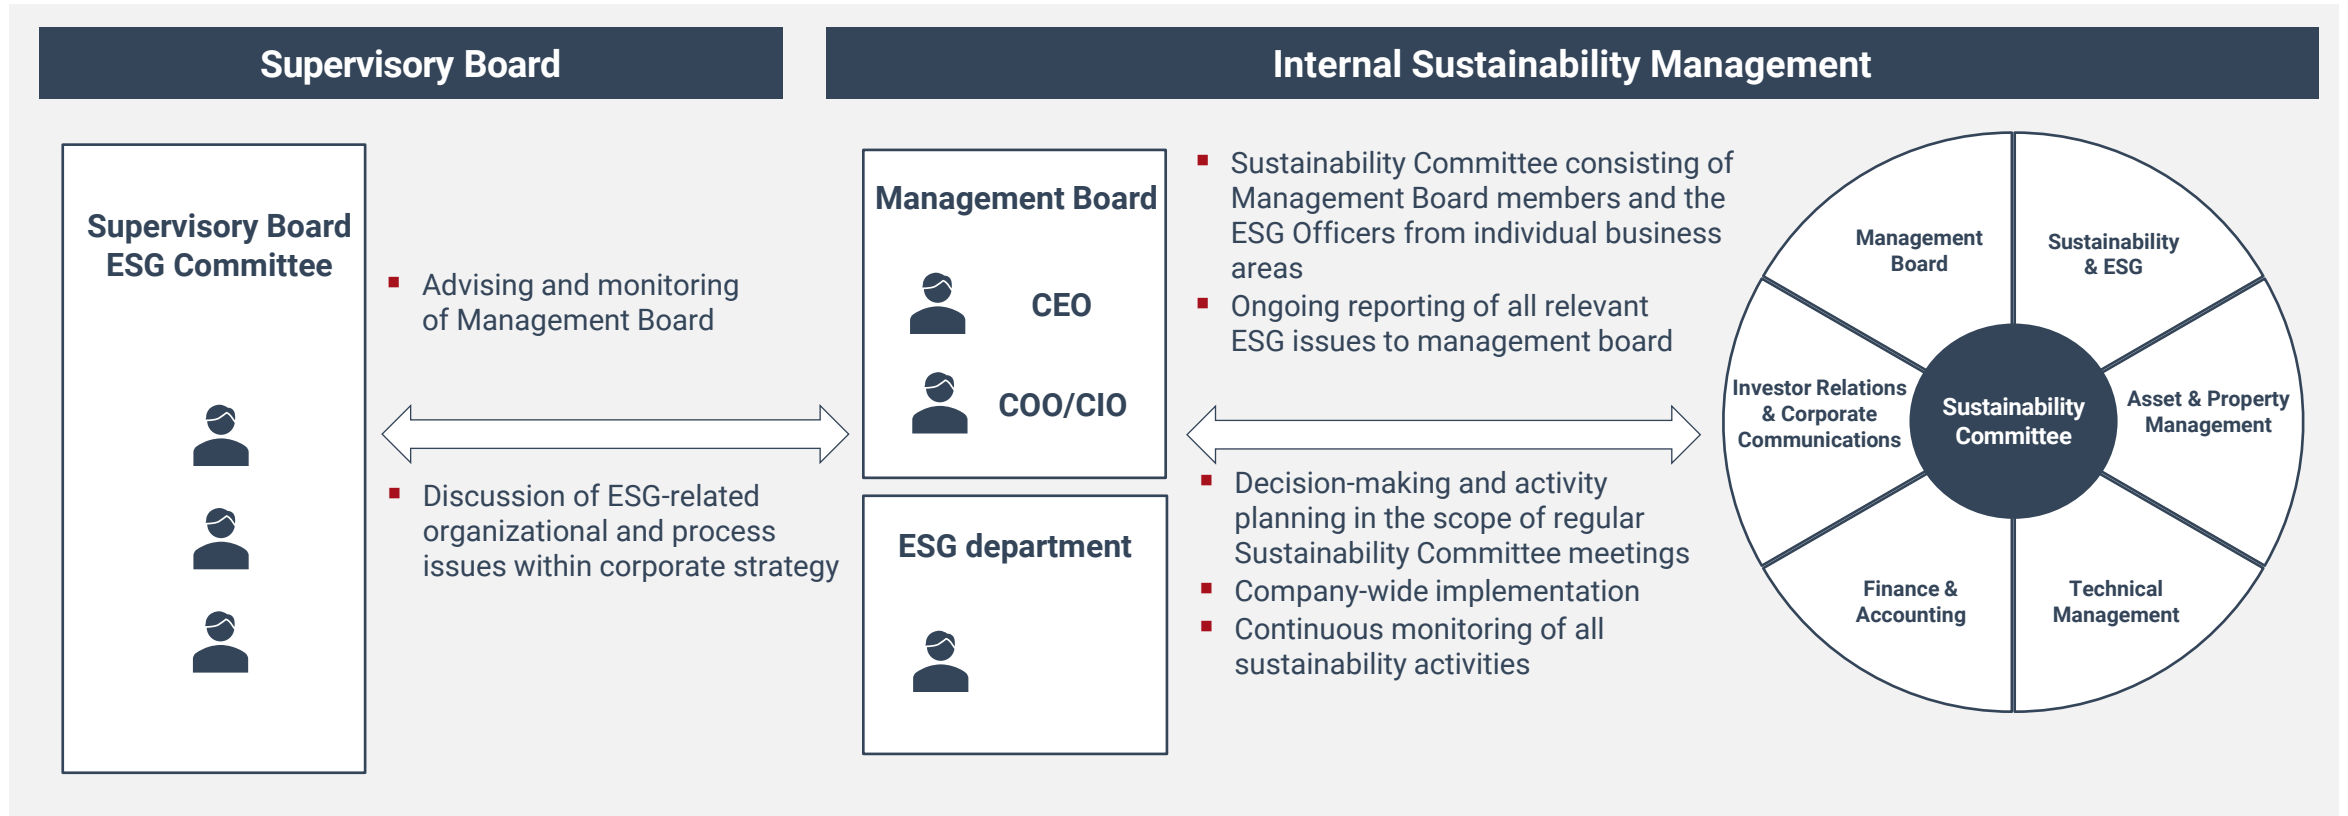 Supervisory Board
Internal Sustainability Management
Supervisory Board
ESG Committee
Advising and monitoring
of Management Board
Discussion of ESG-related
organizational and process
issues within corporate strategy
Management Board
CEO
COO/CIO
ESG department
Sustainability Committee consisting of
Management Board members and the
ESG Officers from individual business
areas
Ongoing reporting of all relevant
ESG issues to management board
Decision-making and activity
planning in the scope of regular
Sustainability Committee meetings
Company-wide implementation
Continuous monitoring of all
sustainability activities
Management
Board
Sustainability
& ESG
Investor Relations
& Corporate
Communications
Sustainability
Committee
Asset & Property
Management
Finance &
Accounting
Technical
Management